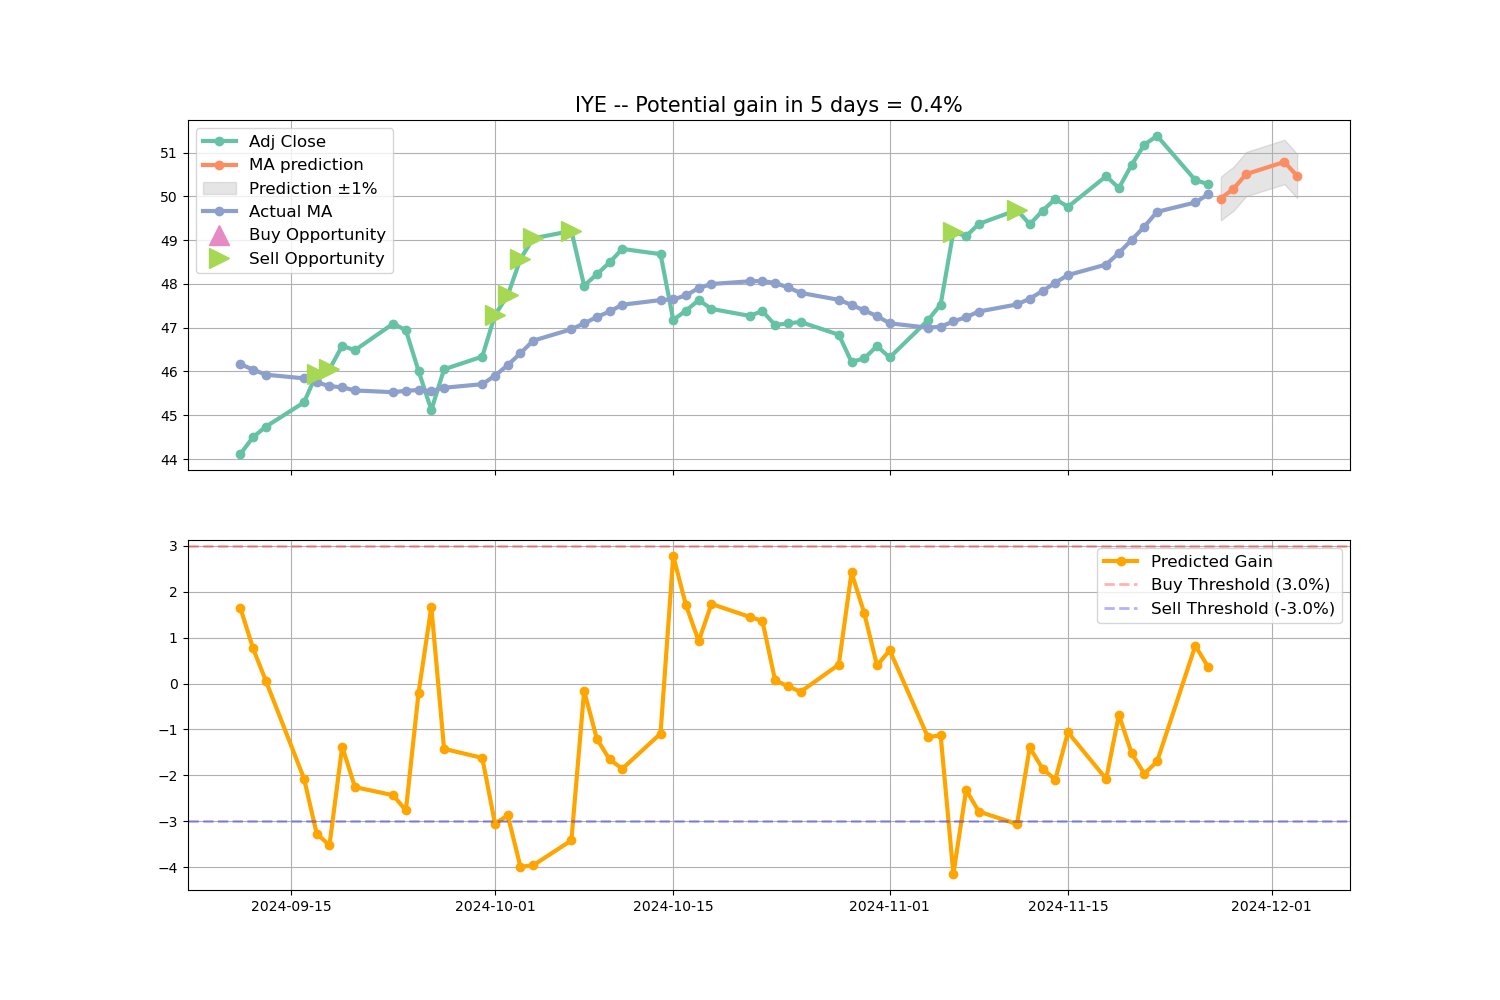 IYE -- Potential gain in 5 days = 0.4%
Adj Close
MA prediction
Prediction ±1%
Actual MA
Buy Opportunity
Sell Opportunity
51
50
49
48
47
46
45
44
Predicted Gain
Buy Threshold (3.0%)
Sell Threshold (-3.0%)
3
2
1
0
−1
−2
−3
−4
2024-09-15
2024-10-01
2024-10-15
2024-11-01
2024-11-15
2024-12-01